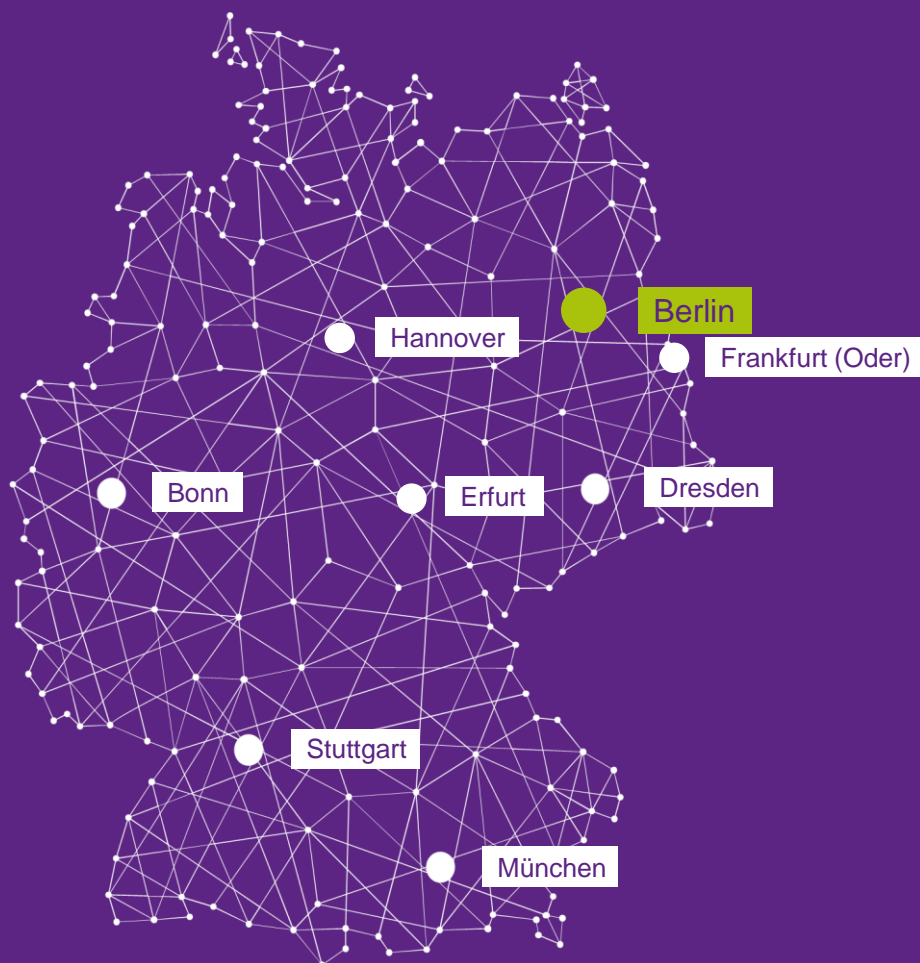 Berlin
Hannover
Frankfurt (Oder)
Bonn
Erfurt
Dresden
Stuttgart
München